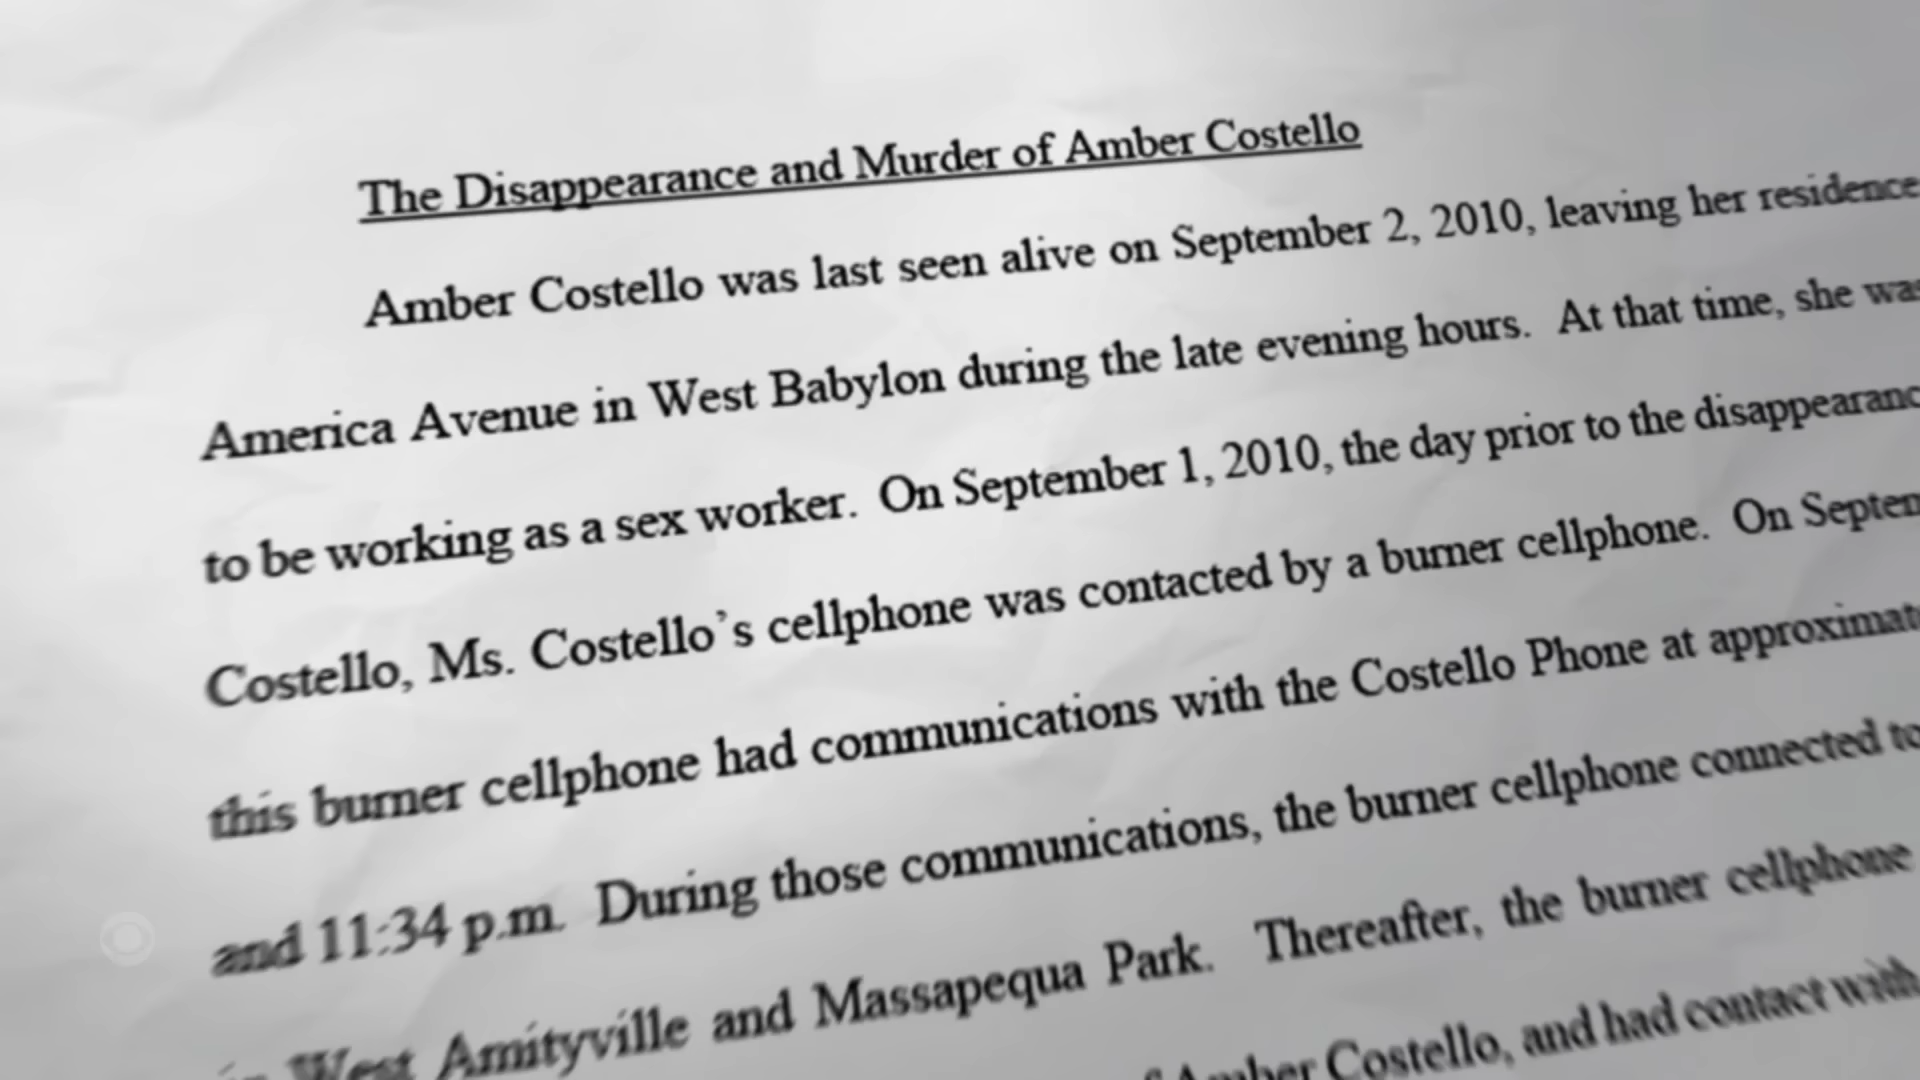 The Disappearance and Murder of Amber Costello
Amber Costello was last seen alive on September 2, 2010, leaving her residence
America Avenue in West Babylon during the late evening hours. At that time, she was
to be working as a sex worker. On September 1, 2010, the day prior to the disappearanc
Costello, Ms. Costello's cellphone was contacted by a burner cellphone. On Septem
this burner cellphone had communications with the Costello Phone at approximat
and 11:34 p.m. During those communications, the burner cellphone connected to
in West Amityville and Massapequa Park. Thereafter, the burner cellphone
of Amber Costello, and had contact with